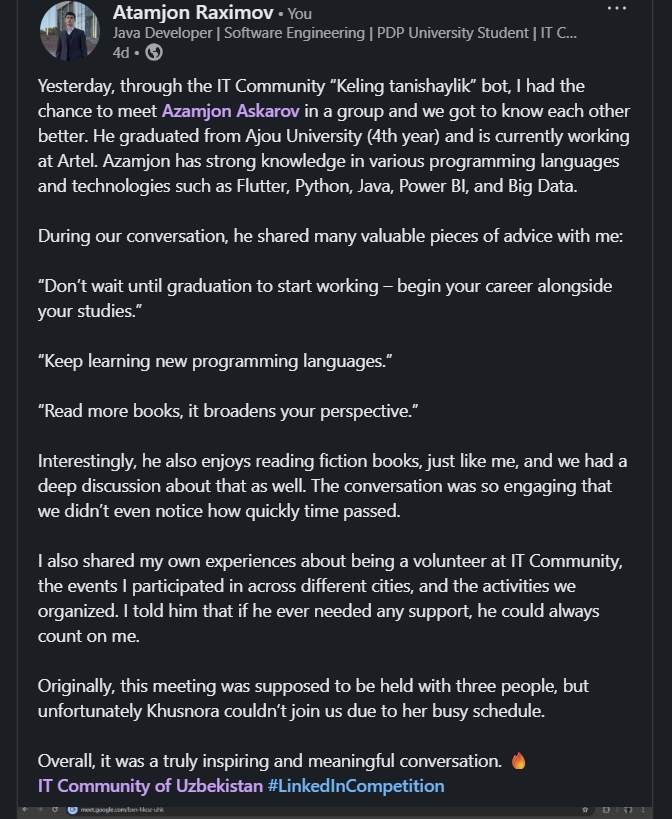 Atamjon Raximov • You
Java Developer | Software Engineering | PDP University Student | IT C...
4d •
Yesterday, through the IT Community “Keling tanishaylik” bot, I had the
chance to meet Azamjon Askarov in a group and we got to know each other
better. He graduated from Ajou University (4th year) and is currently working
at Artel. Azamjon has strong knowledge in various programming languages
and technologies such as Flutter, Python, Java, Power BI, and Big Data.
During our conversation, he shared many valuable pieces of advice with me:
“Don’t wait until graduation to start working – begin your career alongside
your studies.”
“Keep learning new programming languages.”
“Read more books, it broadens your perspective.”
Interestingly, he also enjoys reading fiction books, just like me, and we had a
deep discussion about that as well. The conversation was so engaging that
we didn’t even notice how quickly time passed.
I also shared my own experiences about being a volunteer at IT Community,
the events I participated in across different cities, and the activities we
organized. I told him that if he ever needed any support, he could always
count on me.
Originally, this meeting was supposed to be held with three people, but
unfortunately Khusnora couldn’t join us due to her busy schedule.
Overall, it was a truly inspiring and meaningful conversation. 🔥
IT Community of Uzbekistan #LinkedInCompetition